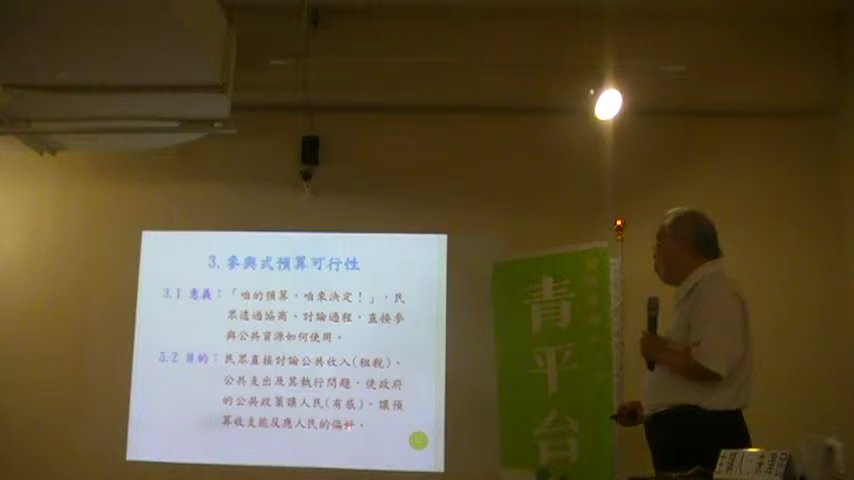 3. 參與式預算可行性
3.1 意義：「咱的預算，咱來決定！」，民
眾透過協商、討論過程，直接參
與公共資源如何使用。
3.2 目的：民眾直接討論公共收入(租稅)、
公共支出及其執行問題，使政府
的公共政策讓人民(有感)，讓預
算收支能反應人民的偏好。
青平台
主講人：